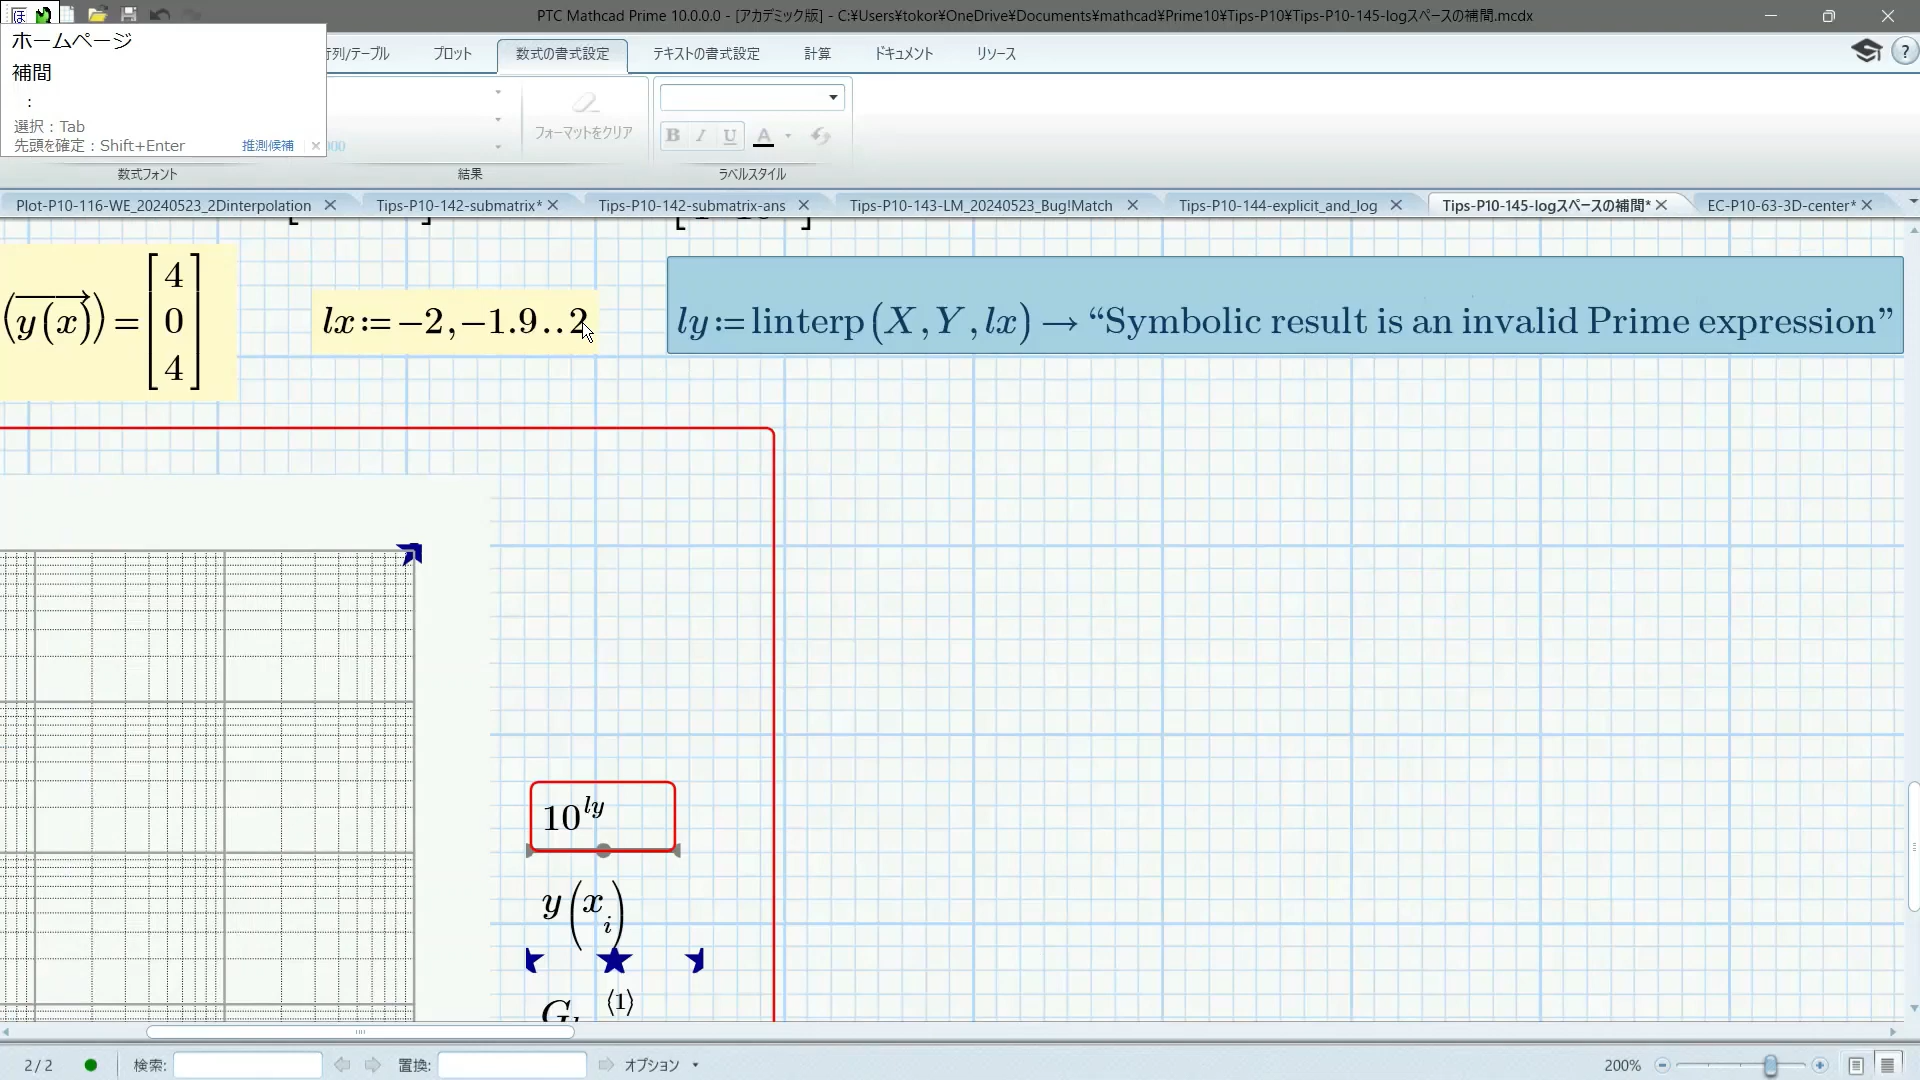 PTC Mathcad Prime 10.0.0.0 - [アカデミック版] - C:¥Users¥tokor¥OneDrive¥Documents¥mathcad¥Prime10¥Tips-P10¥Tips-P10-145-logスペースの補間.mcdx
ホームページ
補間
:
選択：Tab
先頭を確定：Shift+Enter
推測候補
行列/テーブル
プロット
数式の書式設定
テキストの書式設定
計算
ドキュメント
リソース
?
フォーマットをクリア
B I U A
数式フォント
結果
ラベルスタイル
Plot-P10-116-WE_20240523_2Dinterpolation
Tips-P10-142-submatrix*
Tips-P10-142-submatrix-ans
Tips-P10-143-LM_20240523_Bug!Match
Tips-P10-144-explicit_and_log
Tips-P10-145-logスペースの補間*
EC-P10-63-3D-center*
(y(x))=[4 0 4]
lx:=−2,−1.9..2
ly:=linterp(X,Y,lx)→“Symbolic result is an invalid Prime expression”
10^ly
y(x_i)
⟨1⟩
2/2
検索:
置換:
オプション
200%